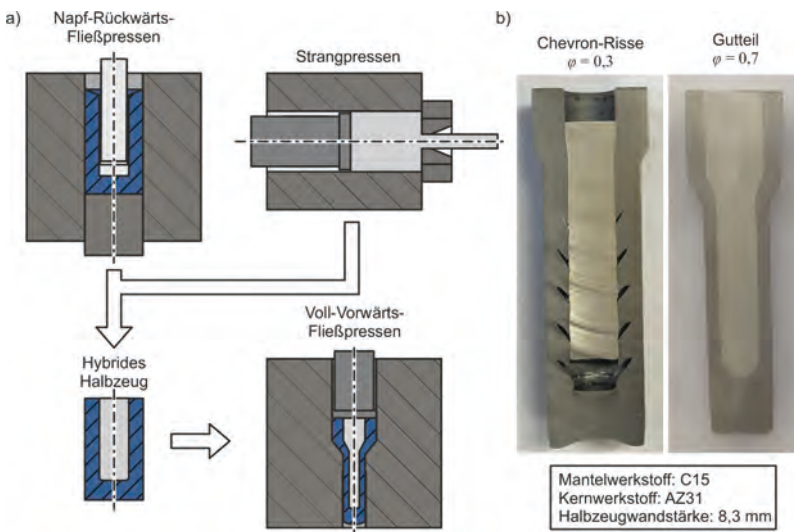 a)
Napf-Rückwärts-
Fließpressen
Strangpressen
Hybrides
Halbzeug
Voll-Vorwärts-
Fließpressen
b)
Chevron-Risse
φ = 0,3
Gutteil
φ = 0,7
Mantelwerkstoff: C15
Kernwerkstoff: AZ31
Halbzeugwandstärke: 8,3 mm